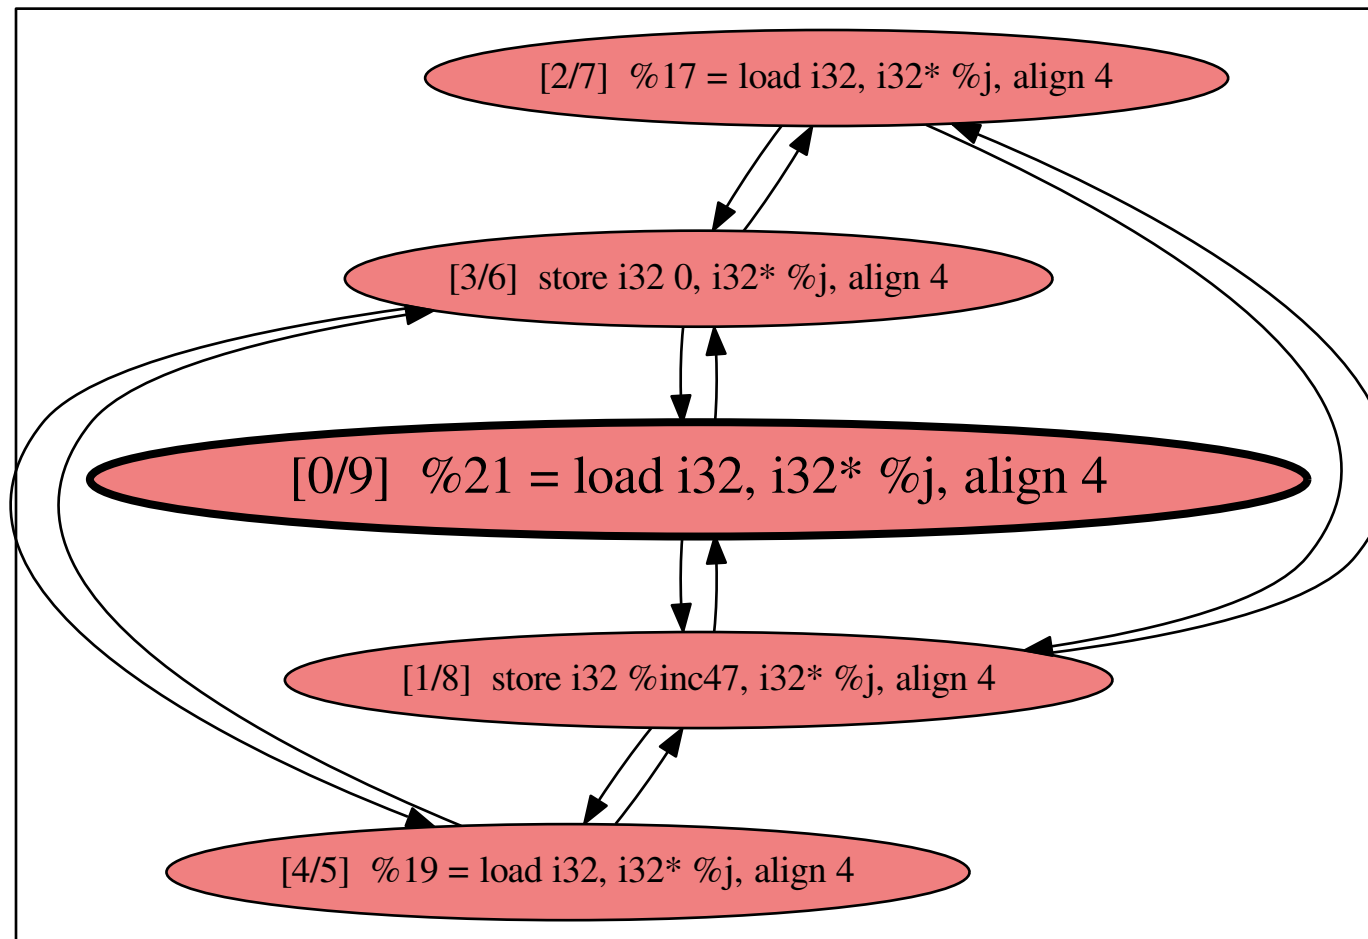 [2/7]  %17 = load i32, i32* %j, align 4
[3/6]  store i32 0, i32* %j, align 4
[0/9]  %21 = load i32, i32* %j, align 4
[1/8]  store i32 %inc47, i32* %j, align 4
[4/5]  %19 = load i32, i32* %j, align 4